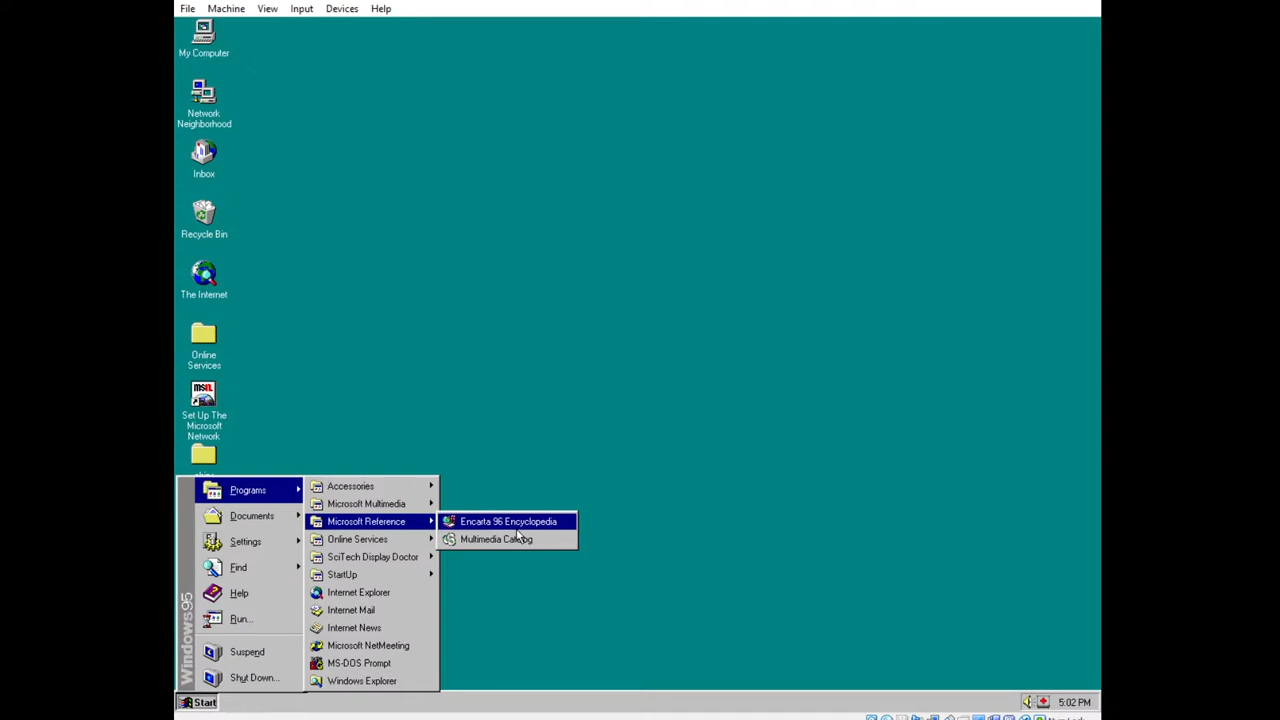 File Machine View Input Devices Help
My Computer
Network
Neighborhood
Inbox
Recycle Bin
The Internet
Online
Services
MSN
Set Up The
Microsoft
Network
Windows95
Programs
Documents
Settings
Find
Help
Run...
Suspend
Shut Down...
Accessories
Microsoft Multimedia
Microsoft Reference
Online Services
SciTech Display Doctor
StartUp
Internet Explorer
Internet Mail
Internet News
Microsoft NetMeeting
MS-DOS Prompt
Windows Explorer
Encarta 96 Encyclopedia
Multimedia Catalog
Start
5:02 PM